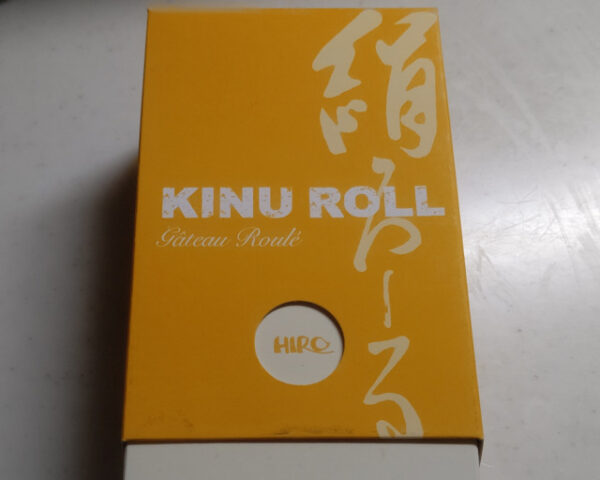 絹ろーる
KINU ROLL
Gâteau Roulé
HIRO